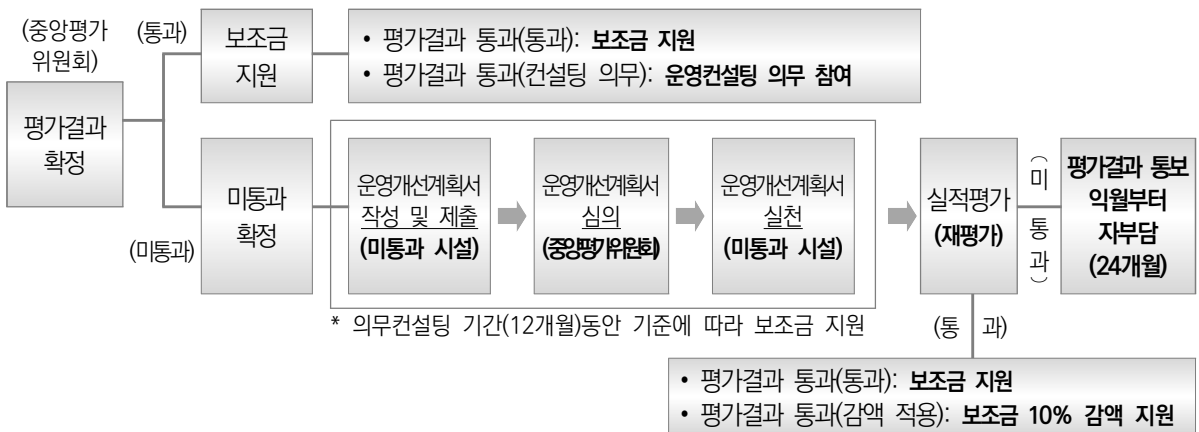 (중앙평가
위원회)
평가결과
확정
(통과)
보조금
지원
• 평가결과 통과(통과): 보조금 지원
• 평가결과 통과(컨설팅 의무): 운영컨설팅 의무 참여
(미통과)
미통과
확정
운영개선계획서
작성 및 제출
(미통과 시설)
운영개선계획서
심의
(중앙평가위원회)
운영개선계획서
실천
(미통과 시설)
* 의무컨설팅 기간(12개월)동안 기준에 따라 보조금 지원
실적평가
(재평가)
(미통과)
평가결과 통보
익월부터
자부담
(24개월)
(통 과)
• 평가결과 통과(통과): 보조금 지원
• 평가결과 통과(감액 적용): 보조금 10% 감액 지원